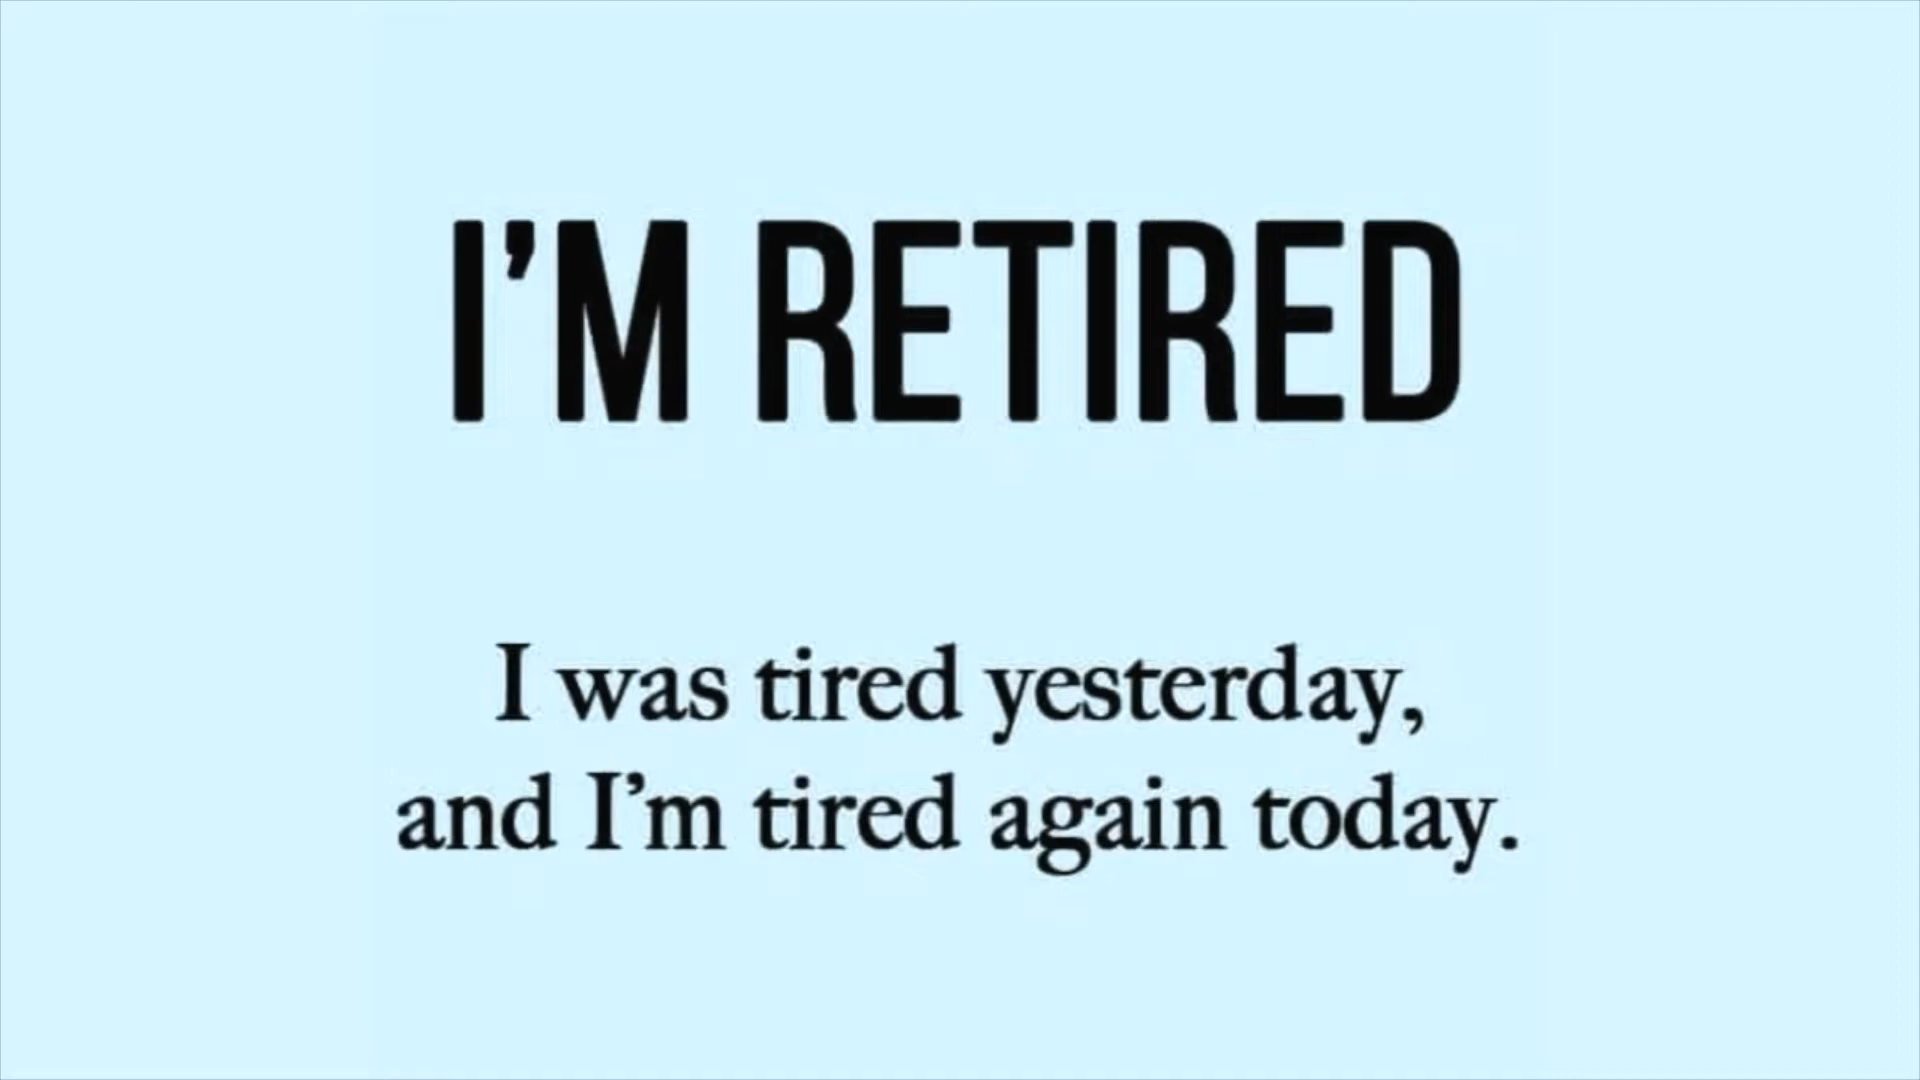 I’M RETIRED
I was tired yesterday,
and I’m tired again today.